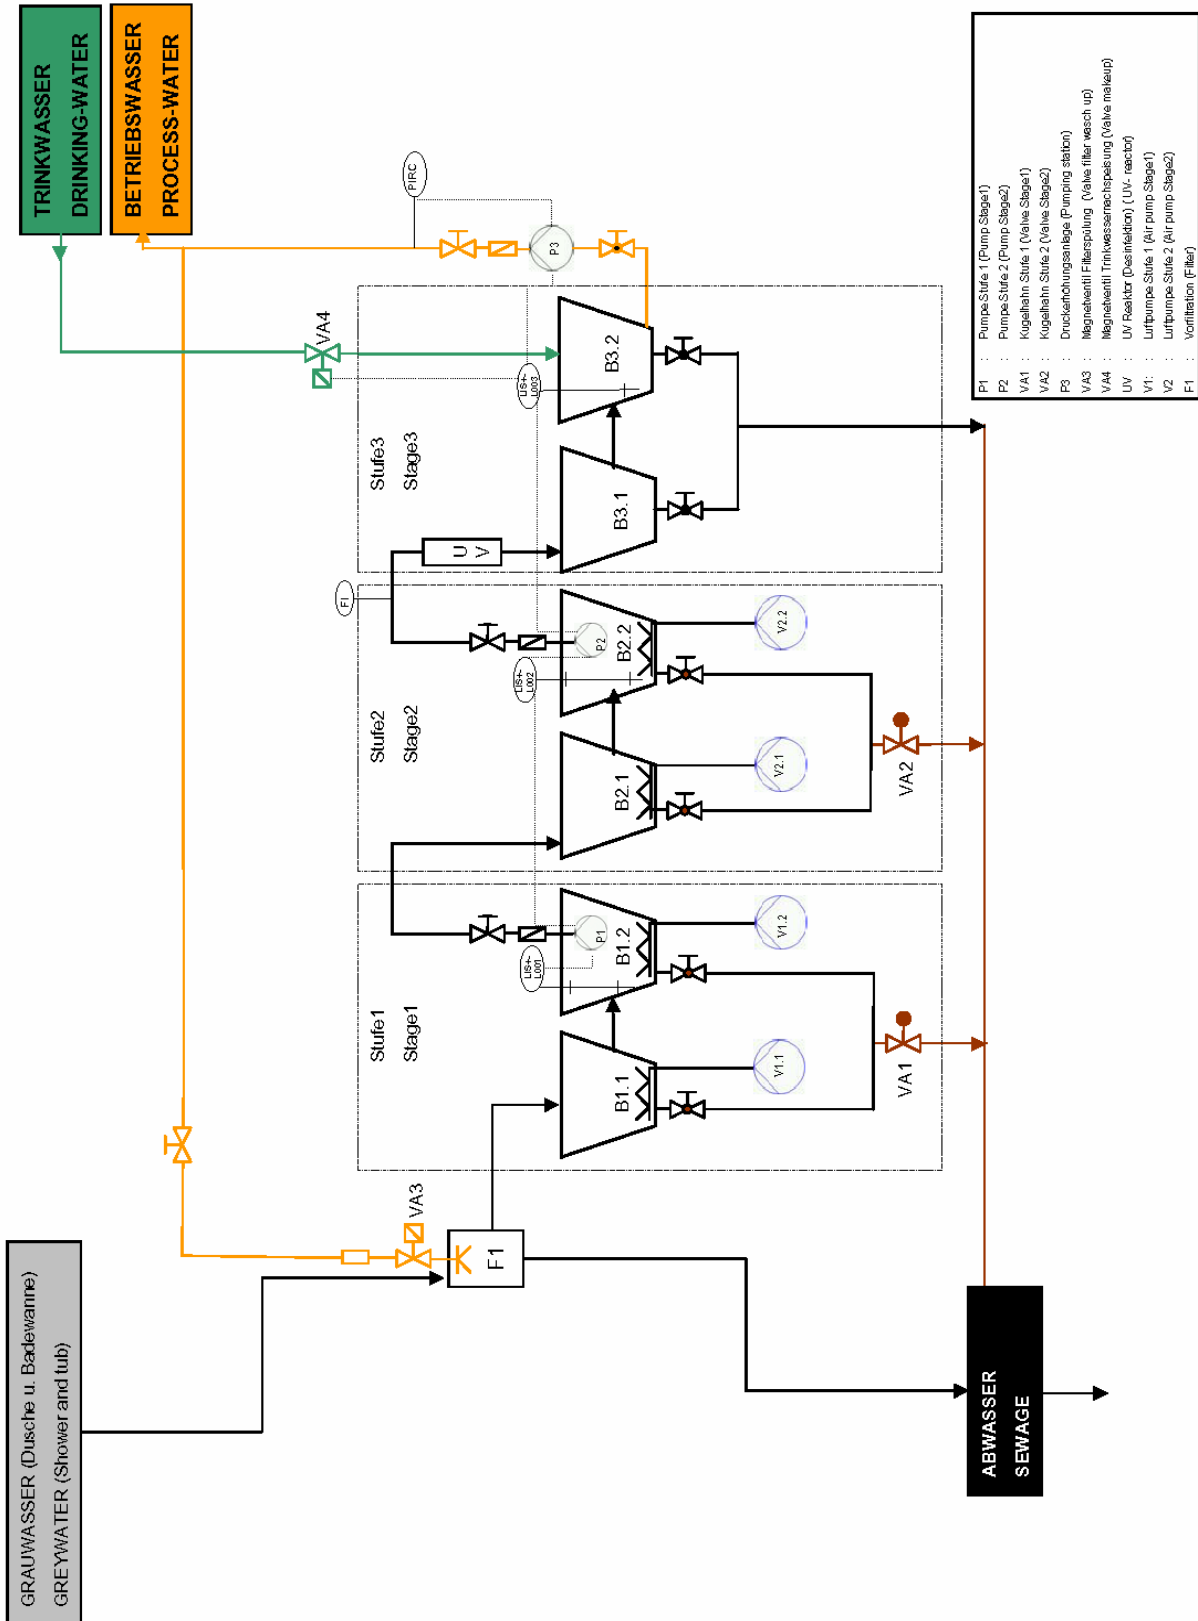 GRAUWASSER (Dusche u. Badewanne)
GREYWATER (Shower and tub)
TRINKWASSER
DRINKING-WATER
BETRIEBSWASSER
PROCESS-WATER
PIRC
VA3
F1
VA4
FI
U
V
P3
Stufe1
Stage1
Stufe2
Stage2
Stufe3
Stage3
LIS+-
L001
LIS+-
L002
LIS+-
L003
P1
P2
B1.1
B1.2
B2.1
B2.2
B3.1
B3.2
V1.1
V1.2
V2.1
V2.2
VA1
VA2
ABWASSER
SEWAGE
P1 : Pumpe Stufe 1 (Pump Stage1)
P2 : Pumpe Stufe 2 (Pump Stage2)
VA1 : Kugelhahn Stufe 1 (Valve Stage1)
VA2 : Kugelhahn Stufe 2 (Valve Stage2)
P3 : Druckerhöhungsanlage (Pumping station)
VA3 : Magnetventil Filterspülung (Valve filter wasch up)
VA4 : Magnetventil Trinkwassernachspeisung (Valve makeup)
UV : UV Reaktor (Desinfektion) ( UV- reactor)
V1: : Luftpumpe Stufe 1 (Air pump Stage1)
V2 : Luftpumpe Stufe 2 (Air pump Stage2)
F1 : Vorfiltration (Filter)